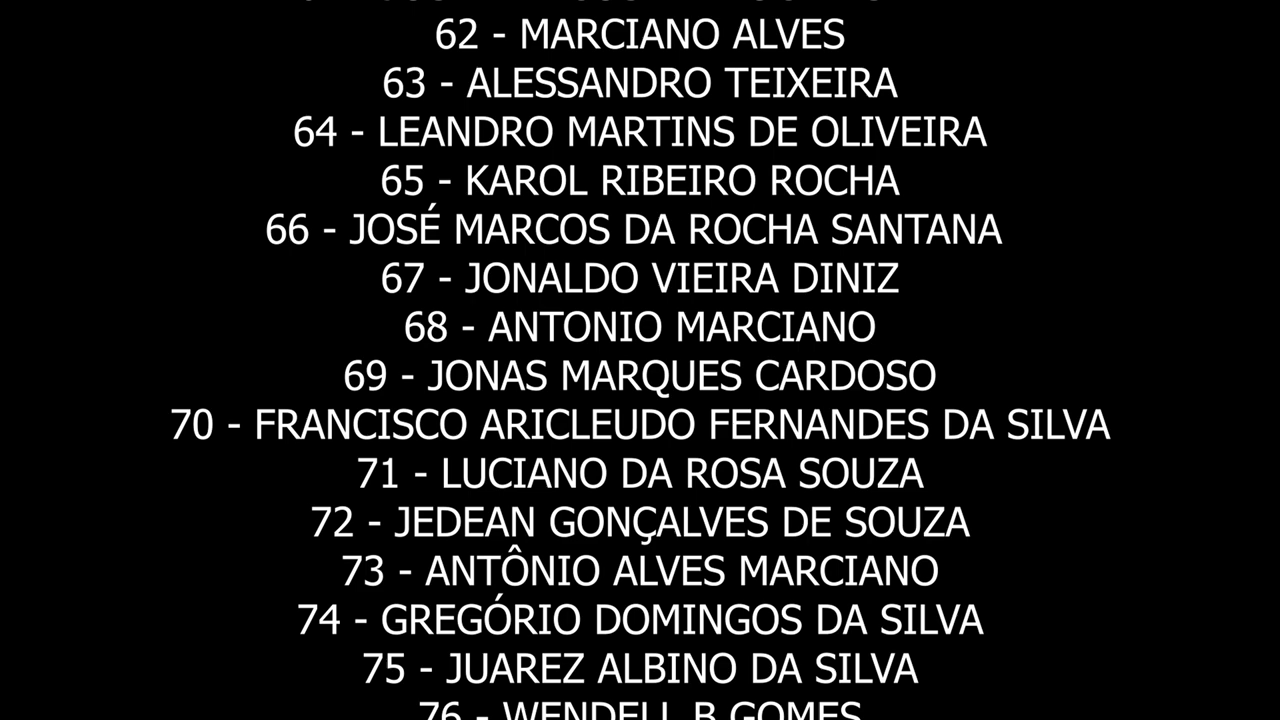 62 - MARCIANO ALVES
63 - ALESSANDRO TEIXEIRA
64 - LEANDRO MARTINS DE OLIVEIRA
65 - KAROL RIBEIRO ROCHA
66 - JOSÉ MARCOS DA ROCHA SANTANA
67 - JONALDO VIEIRA DINIZ
68 - ANTONIO MARCIANO
69 - JONAS MARQUES CARDOSO
70 - FRANCISCO ARICLEUDO FERNANDES DA SILVA
71 - LUCIANO DA ROSA SOUZA
72 - JEDEAN GONÇALVES DE SOUZA
73 - ANTÔNIO ALVES MARCIANO
74 - GREGÓRIO DOMINGOS DA SILVA
75 - JUAREZ ALBINO DA SILVA
76 - WENDELL B GOMES